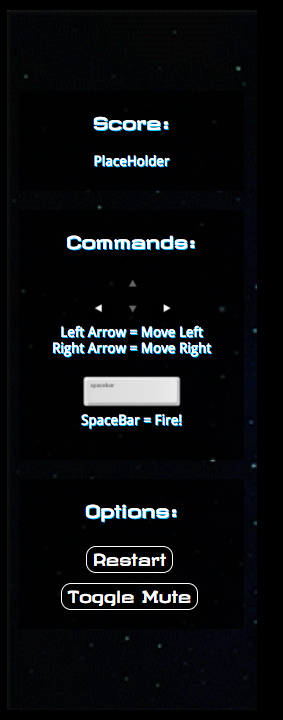 Score:
PlaceHolder
Commands:
Left Arrow = Move Left
Right Arrow = Move Right
spacebar
SpaceBar = Fire!
Options:
Restart
Toggle Mute